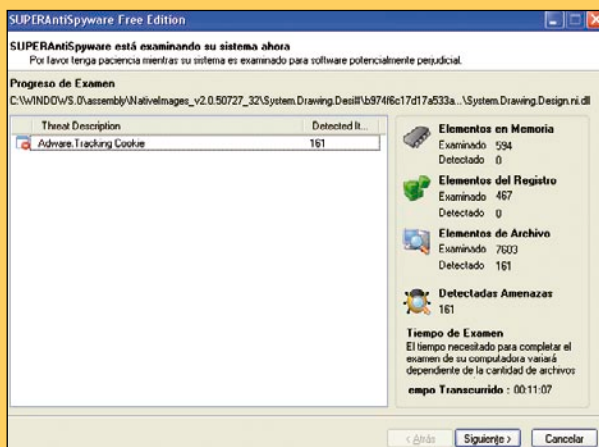 SUPERAntiSpyware Free Edition
SUPERAntiSpyware está examinando su sistema ahora
Por favor tenga paciencia mientras su sistema es examinado para software potencialmente perjudicial.
Progreso de Examen
C:\WINDOWS.0\assembly\NativeImages_v2.0.50727_32\System.Drawing.Desi#\b974f6c17d17a533a...\System.Drawing.Design.ni.dll
Threat Description Detected It...
Adware.Tracking Cookie 161
Elementos en Memoria
Examinado 594
Detectado 0
Elementos del Registro
Examinado 467
Detectado 0
Elementos de Archivo
Examinado 7603
Detectado 161
Detectadas Amenazas
161
Tiempo de Examen
El tiempo necesitado para completar el
examen de su computadora variará
dependiente de la cantidad de archivos
empo Transcurrido : 00:11:07
< Atrás Siguiente > Cancelar